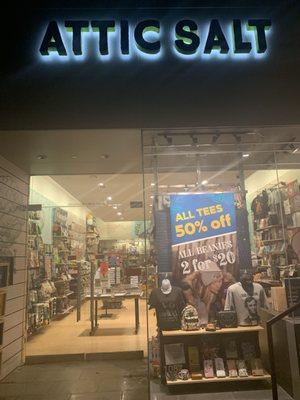 ATTIC SALT
ALL TEES
50% off
ALL BEANIES
2 for $20